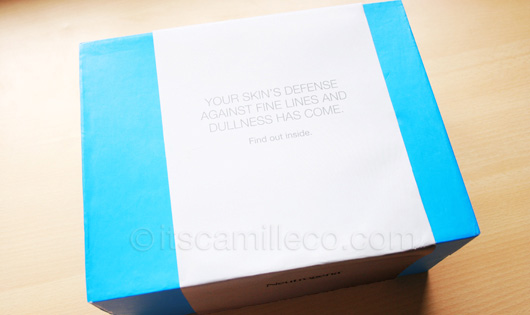 YOUR SKIN'S DEFENSE
AGAINST FINE LINES AND
DULLNESS HAS COME.
Find out inside.
©itscamilleco.com